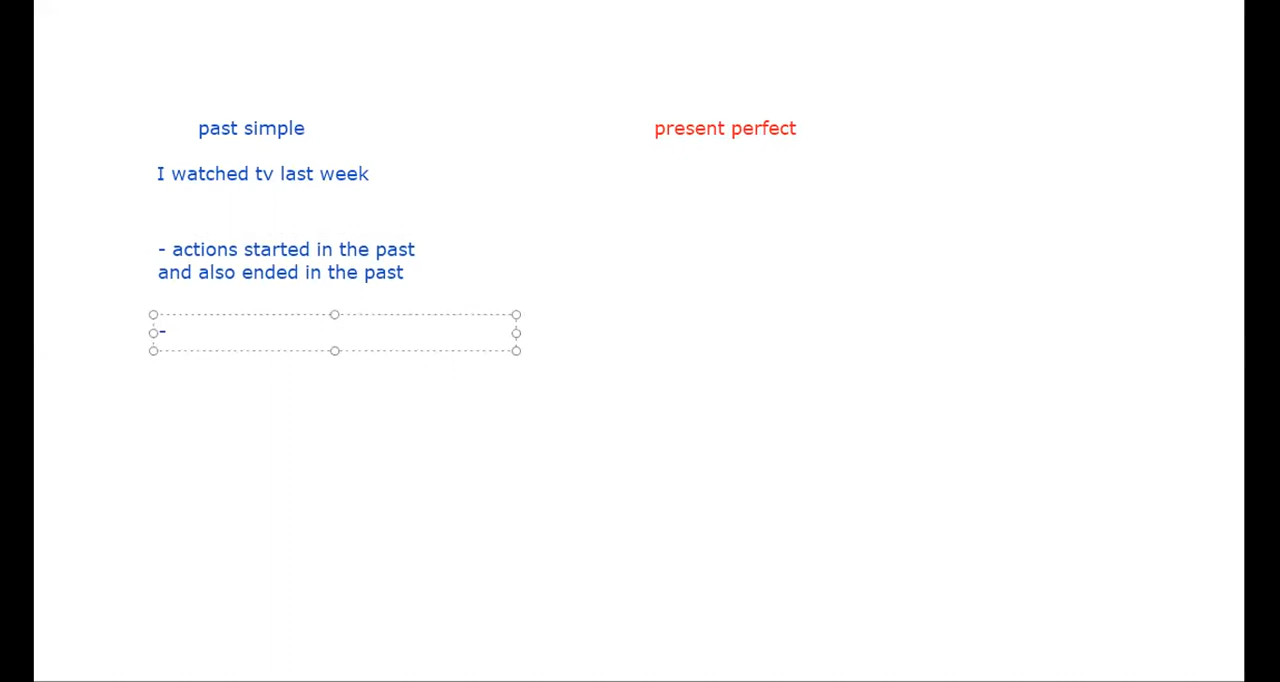 past simple
present perfect
I watched tv last week
- actions started in the past
and also ended in the past
-